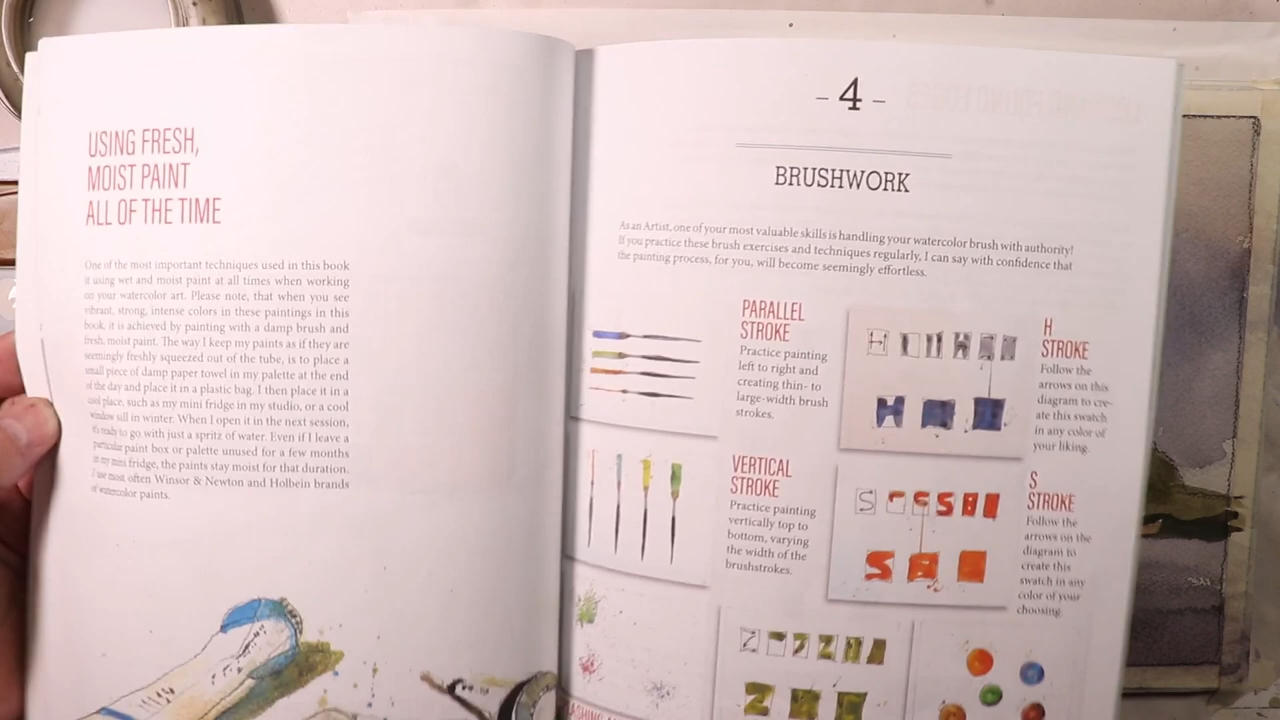 USING FRESH,
MOIST PAINT
ALL OF THE TIME
One of the most important techniques used in this book
it using wet and moist paint at all times when working
on your watercolor art. Please note, that when you see
vibrant, strong, intense colors in these paintings in this
book, it is achieved by painting with a damp brush and
fresh, moist paint. The way I keep my paints as if they are
seemingly freshly squeezed out of the tube, is to place a
small piece of damp paper towel in my palette at the end
of the day and place it in a plastic bag. I then place it in a
cool place, such as my mini fridge in my studio, or a cool
window sill in winter. When I open it in the next session,
it's ready to go with just a spritz of water. Even if I leave a
particular paint box or palette unused for a few months
in my mini fridge, the paints stay moist for that duration.
I use most often Winsor & Newton and Holbein brands
of watercolor paints.
- 4 -
BRUSHWORK
As an Artist, one of your most valuable skills is handling your watercolor brush with authority!
If you practice these brush exercises and techniques regularly, I can say with confidence that
the painting process, for you, will become seemingly effortless.
PARALLEL
STROKE
Practice painting
left to right and
creating thin- to
large-width brush
strokes.
H
STROKE
Follow the
arrows on this
diagram to cre-
ate this swatch
in any color of
your liking.
VERTICAL
STROKE
Practice painting
vertically top to
bottom, varying
the width of the
brushstrokes.
S
STROKE
Follow the
arrows on the
diagram to
create this
swatch in any
color of your
choosing.